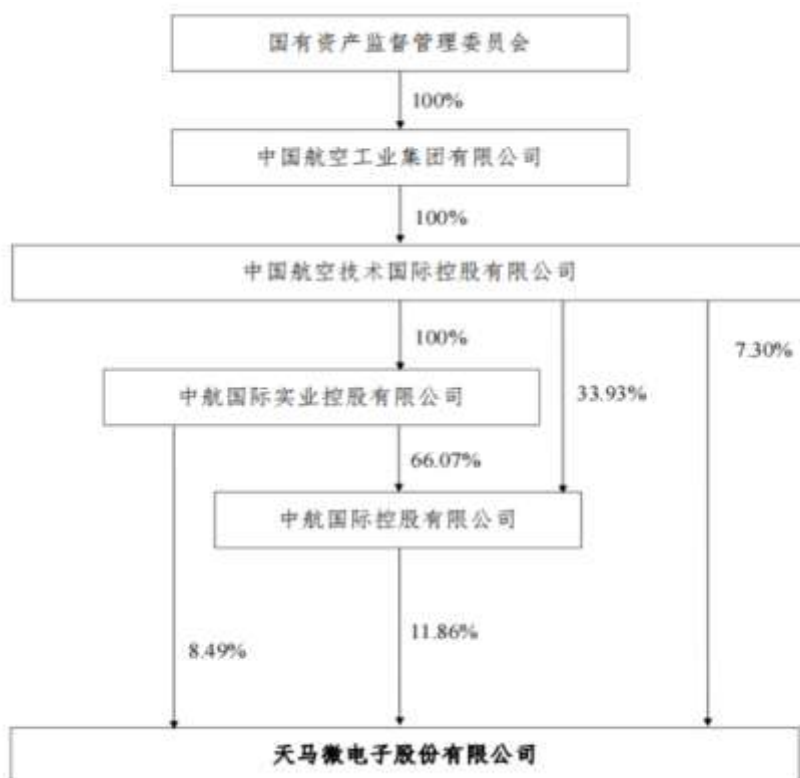 国有资产监督管理委员会
100%
中国航空工业集团有限公司
100%
中国航空技术国际控股有限公司
100%
7.30%
中航国际实业控股有限公司
33.93%
66.07%
中航国际控股有限公司
11.86%
8.49%
天马微电子股份有限公司